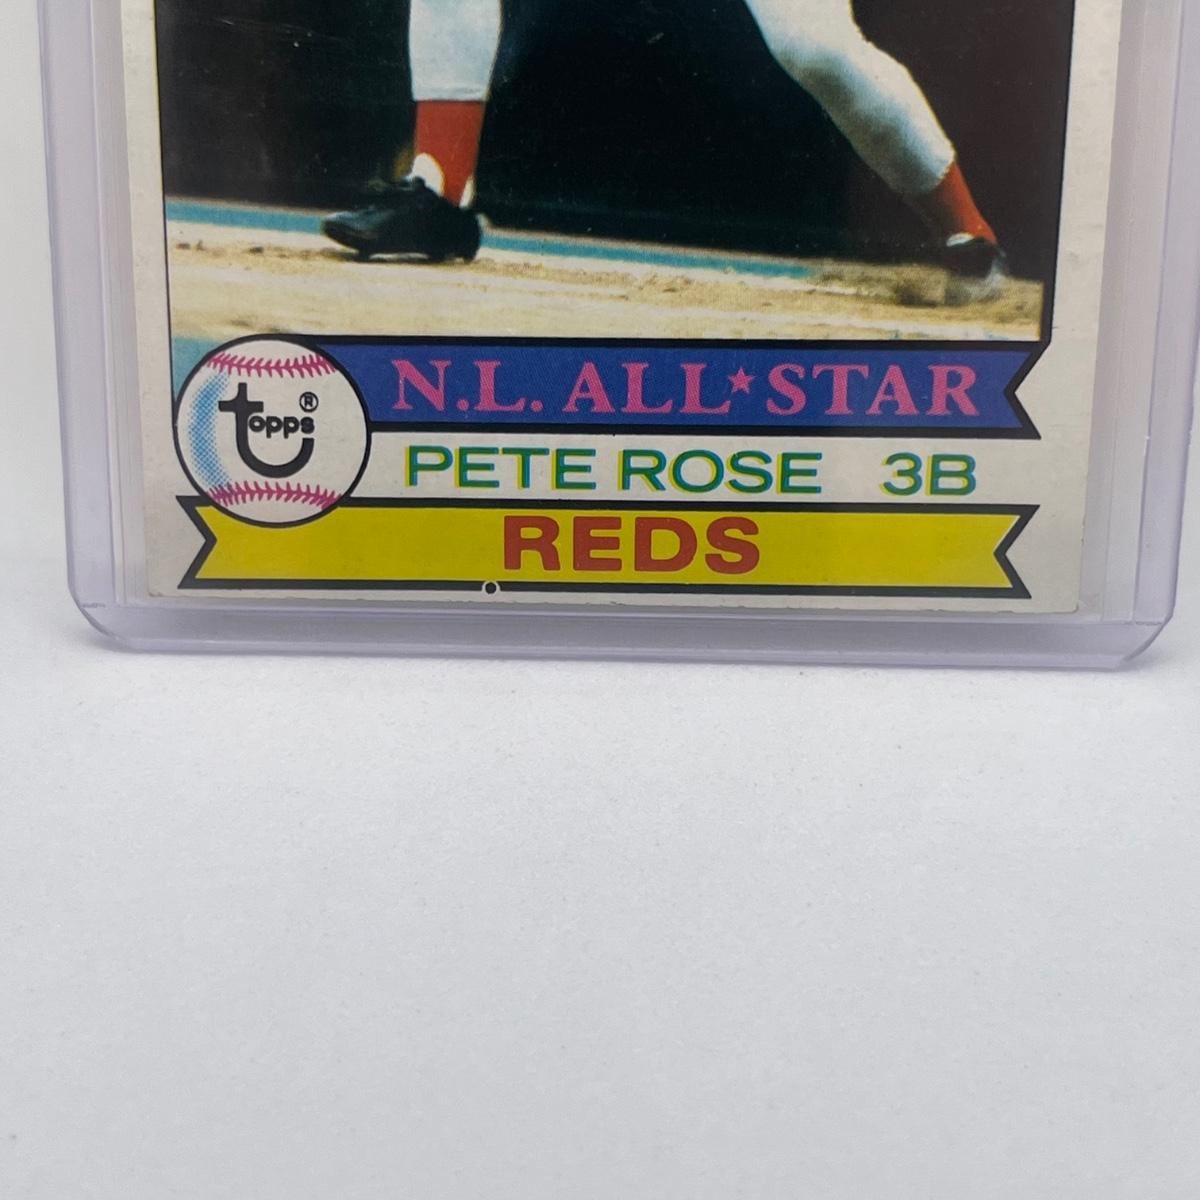 N.L. ALL★STAR
topps®
PETE ROSE 3B
REDS